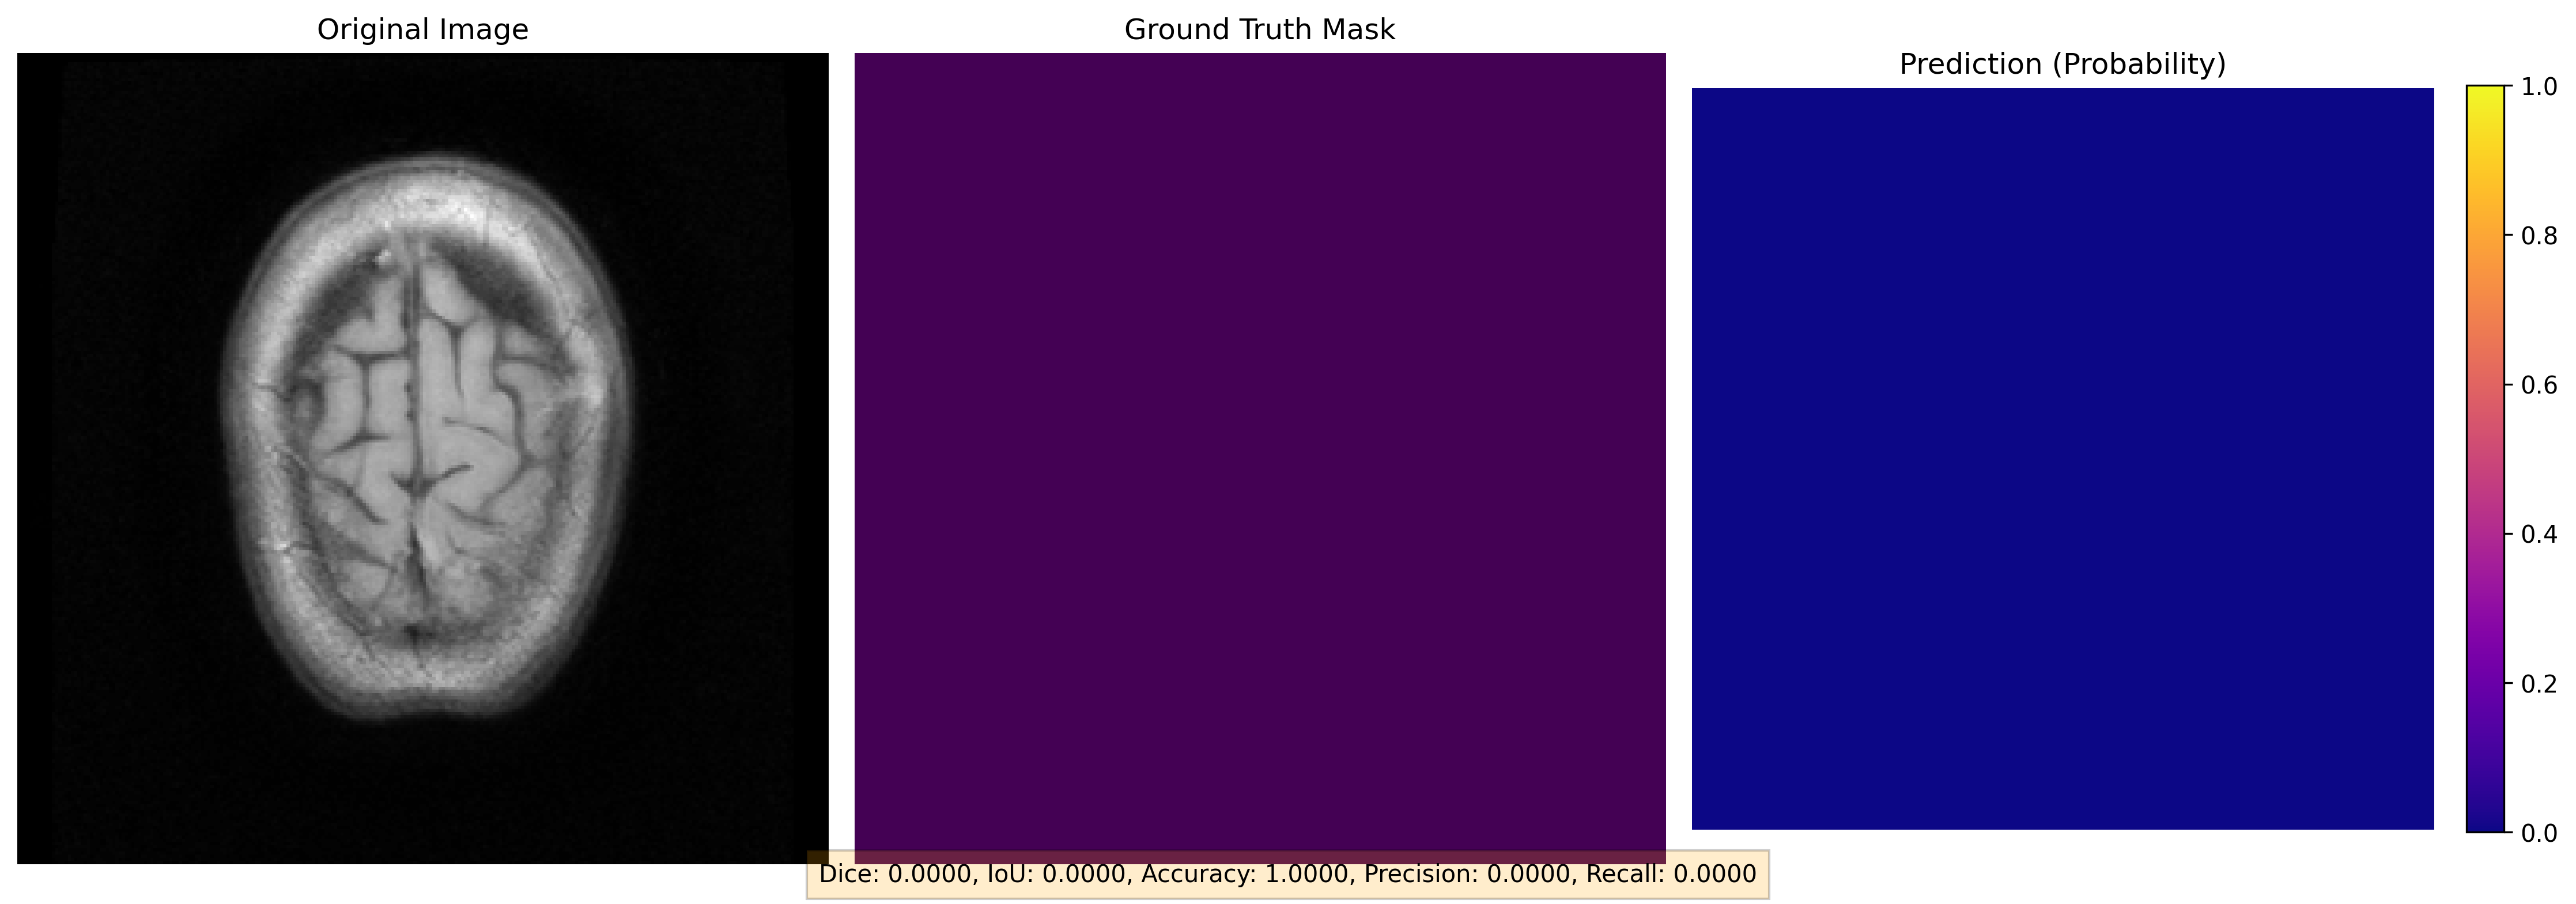 Original Image
Ground Truth Mask
Prediction (Probability)
1.0
0.8
0.6
0.4
0.2
0.0
Dice: 0.0000, IoU: 0.0000, Accuracy: 1.0000, Precision: 0.0000, Recall: 0.0000